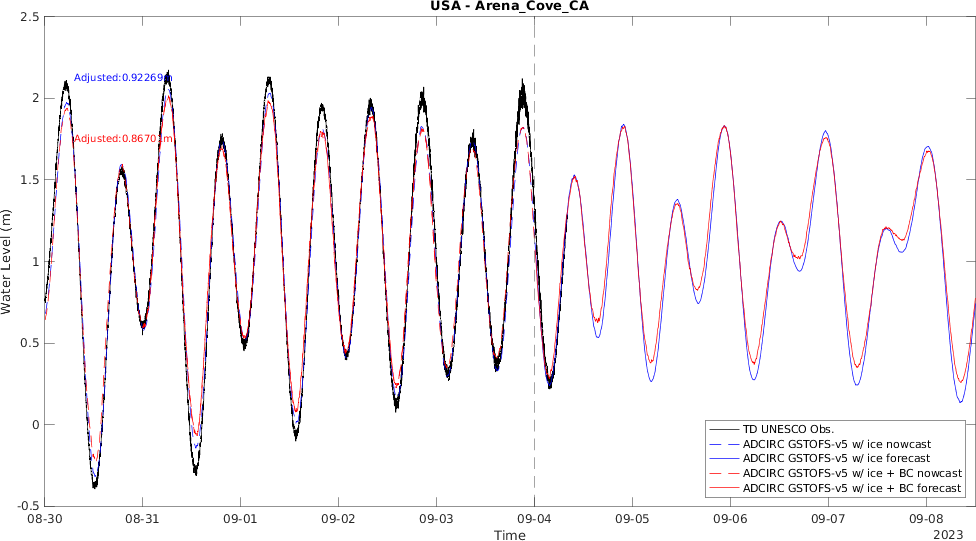 USA - Arena_Cove_CA
2.5
2
1.5
1
0.5
0
-0.5
Water Level (m)
Adjusted:0.92269m
08-30
08-31
09-01
09-02
09-03
09-04
09-05
09-06
09-07
09-08
Time
2023
TD UNESCO Obs.
ADCIRC GSTOFS-v5 w/ ice nowcast
ADCIRC GSTOFS-v5 w/ ice forecast
ADCIRC GSTOFS-v5 w/ ice + BC nowcast
ADCIRC GSTOFS-v5 w/ ice + BC forecast